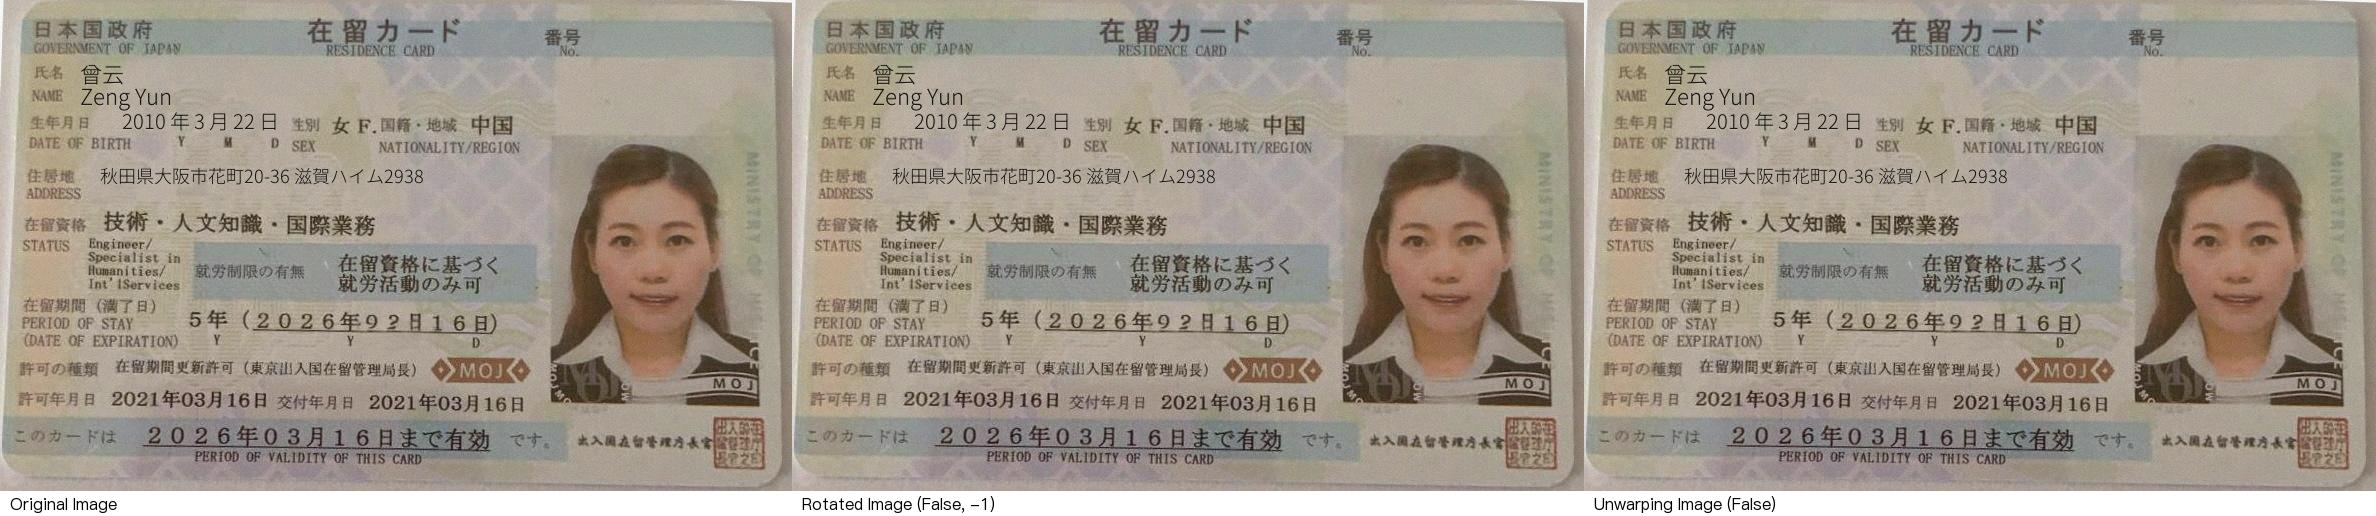 日本国政府 在留カード 番号
GOVERNMENT OF JAPAN RESIDENCE CARD No.
氏名 曾云
NAME Zeng Yun
生年月日 2010年3月22日 性別 女 F. 国籍・地域 中国
DATE OF BIRTH Y M D SEX NATIONALITY/REGION
住居地 秋田県大阪市花町20-36 滋賀ハイム2938
ADDRESS
在留資格 技術・人文知識・国際業務
STATUS Engineer/
Specialist in
Humanities/
Int'lServices
就労制限の有無 在留資格に基づく
就労活動のみ可
在留期間（満了日）
PERIOD OF STAY 5年（2026年 16日）
(DATE OF EXPIRATION) Y Y D
許可の種類 在留期間更新許可（東京出入国在留管理局長） MOJ
許可年月日 2021年03月16日 交付年月日 2021年03月16日
このカードは 2026年03月16日まで有効 です。 出入国在留管理庁長官
PERIOD OF VALIDITY OF THIS CARD
MINISTRY OF
MOJ
Original Image
日本国政府 在留カード 番号
GOVERNMENT OF JAPAN RESIDENCE CARD No.
氏名 曾云
NAME Zeng Yun
生年月日 2010年3月22日 性別 女 F. 国籍・地域 中国
DATE OF BIRTH Y M D SEX NATIONALITY/REGION
住居地 秋田県大阪市花町20-36 滋賀ハイム2938
ADDRESS
在留資格 技術・人文知識・国際業務
STATUS Engineer/
Specialist in
Humanities/
Int'lServices
就労制限の有無 在留資格に基づく
就労活動のみ可
在留期間（満了日）
PERIOD OF STAY 5年（2026年 16日）
(DATE OF EXPIRATION) Y Y D
許可の種類 在留期間更新許可（東京出入国在留管理局長） MOJ
許可年月日 2021年03月16日 交付年月日 2021年03月16日
このカードは 2026年03月16日まで有効 です。 出入国在留管理庁長官
PERIOD OF VALIDITY OF THIS CARD
MINISTRY OF
MOJ
Rotated Image (False, -1)
日本国政府 在留カード 番号
GOVERNMENT OF JAPAN RESIDENCE CARD No.
氏名 曾云
NAME Zeng Yun
生年月日 2010年3月22日 性別 女 F. 国籍・地域 中国
DATE OF BIRTH Y M D SEX NATIONALITY/REGION
住居地 秋田県大阪市花町20-36 滋賀ハイム2938
ADDRESS
在留資格 技術・人文知識・国際業務
STATUS Engineer/
Specialist in
Humanities/
Int'lServices
就労制限の有無 在留資格に基づく
就労活動のみ可
在留期間（満了日）
PERIOD OF STAY 5年（2026年 16日）
(DATE OF EXPIRATION) Y Y D
許可の種類 在留期間更新許可（東京出入国在留管理局長） MOJ
許可年月日 2021年03月16日 交付年月日 2021年03月16日
このカードは 2026年03月16日まで有効 です。 出入国在留管理庁長官
PERIOD OF VALIDITY OF THIS CARD
MINISTRY OF
MOJ
Unwarping Image (False)